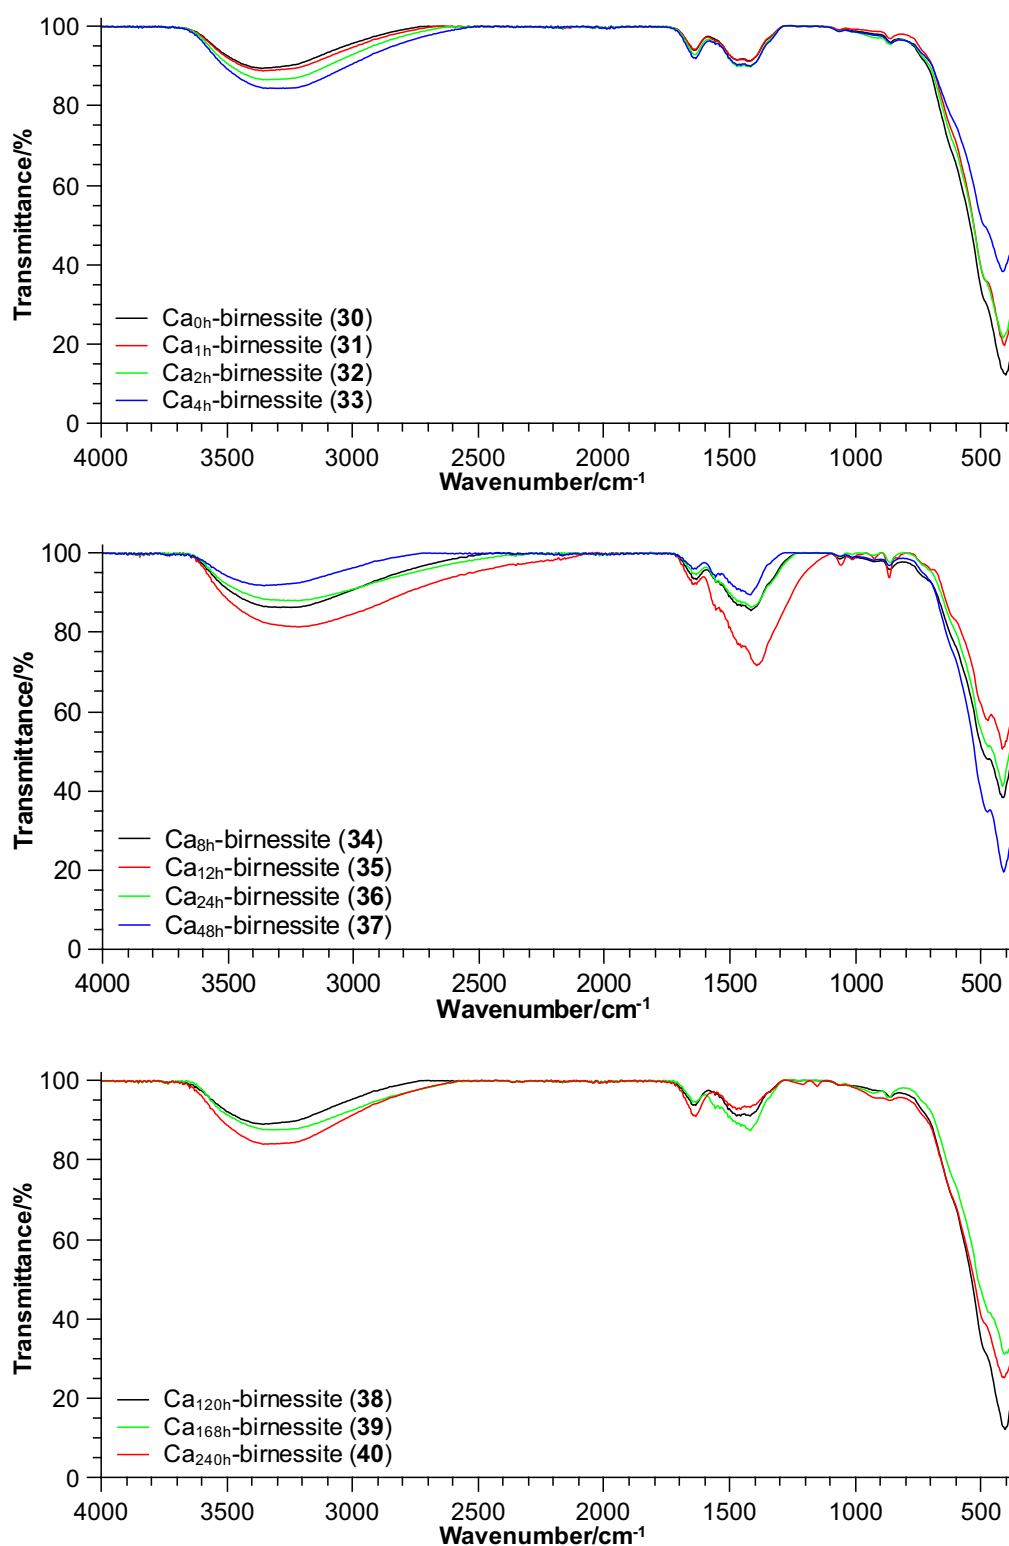 100
80
60
40
20
0
Transmittance/%
Ca0h-birnessite (30)
Ca1h-birnessite (31)
Ca2h-birnessite (32)
Ca4h-birnessite (33)
4000 3500 3000 2500 2000 1500 1000 500
Wavenumber/cm-1
100
80
60
40
20
0
Transmittance/%
Ca8h-birnessite (34)
Ca12h-birnessite (35)
Ca24h-birnessite (36)
Ca48h-birnessite (37)
4000 3500 3000 2500 2000 1500 1000 500
Wavenumber/cm-1
100
80
60
40
20
0
Transmittance/%
Ca120h-birnessite (38)
Ca168h-birnessite (39)
Ca240h-birnessite (40)
4000 3500 3000 2500 2000 1500 1000 500
Wavenumber/cm-1